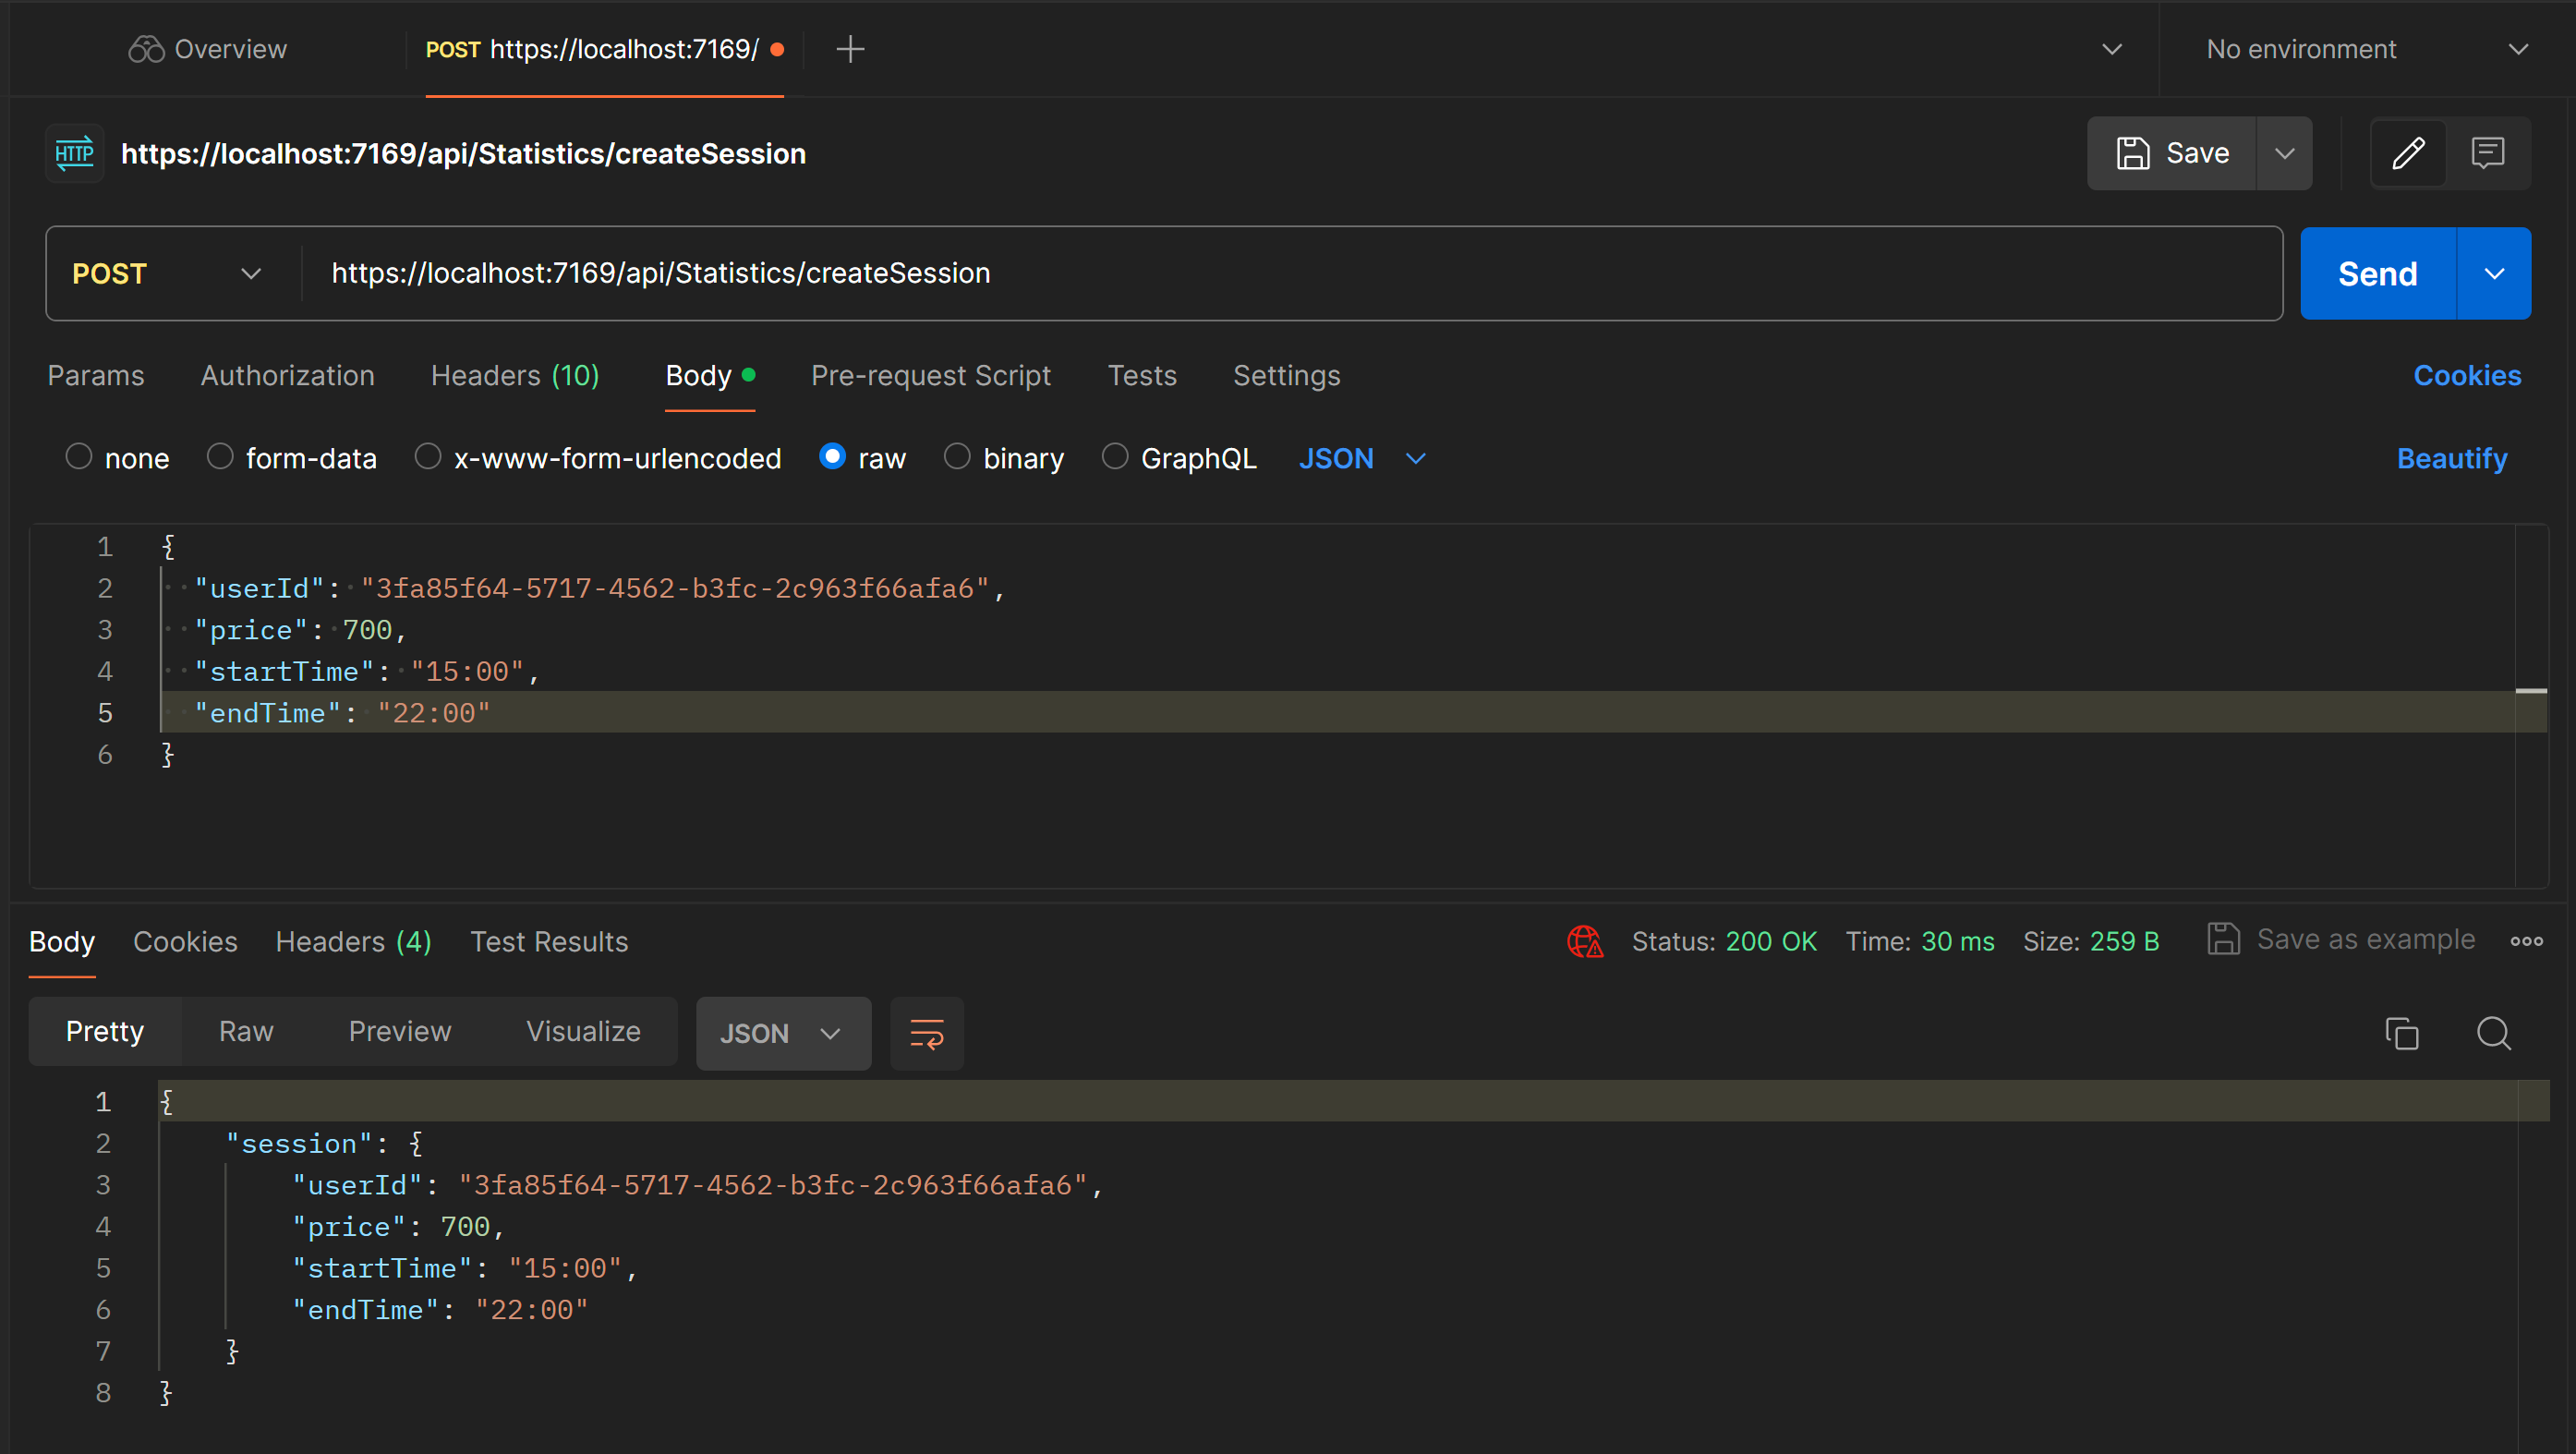 Overview POST https://localhost:7169/ No environment
HTTP https://localhost:7169/api/Statistics/createSession Save
POST https://localhost:7169/api/Statistics/createSession Send
Params Authorization Headers (10) Body Pre-request Script Tests Settings Cookies
none form-data x-www-form-urlencoded raw binary GraphQL JSON Beautify
1 {
2 "userId": "3fa85f64-5717-4562-b3fc-2c963f66afa6",
3 "price": 700,
4 "startTime": "15:00",
5 "endTime": "22:00"
6 }
Body Cookies Headers (4) Test Results Status: 200 OK Time: 30 ms Size: 259 B Save as example
Pretty Raw Preview Visualize JSON
1 {
2 "session": {
3 "userId": "3fa85f64-5717-4562-b3fc-2c963f66afa6",
4 "price": 700,
5 "startTime": "15:00",
6 "endTime": "22:00"
7 }
8 }